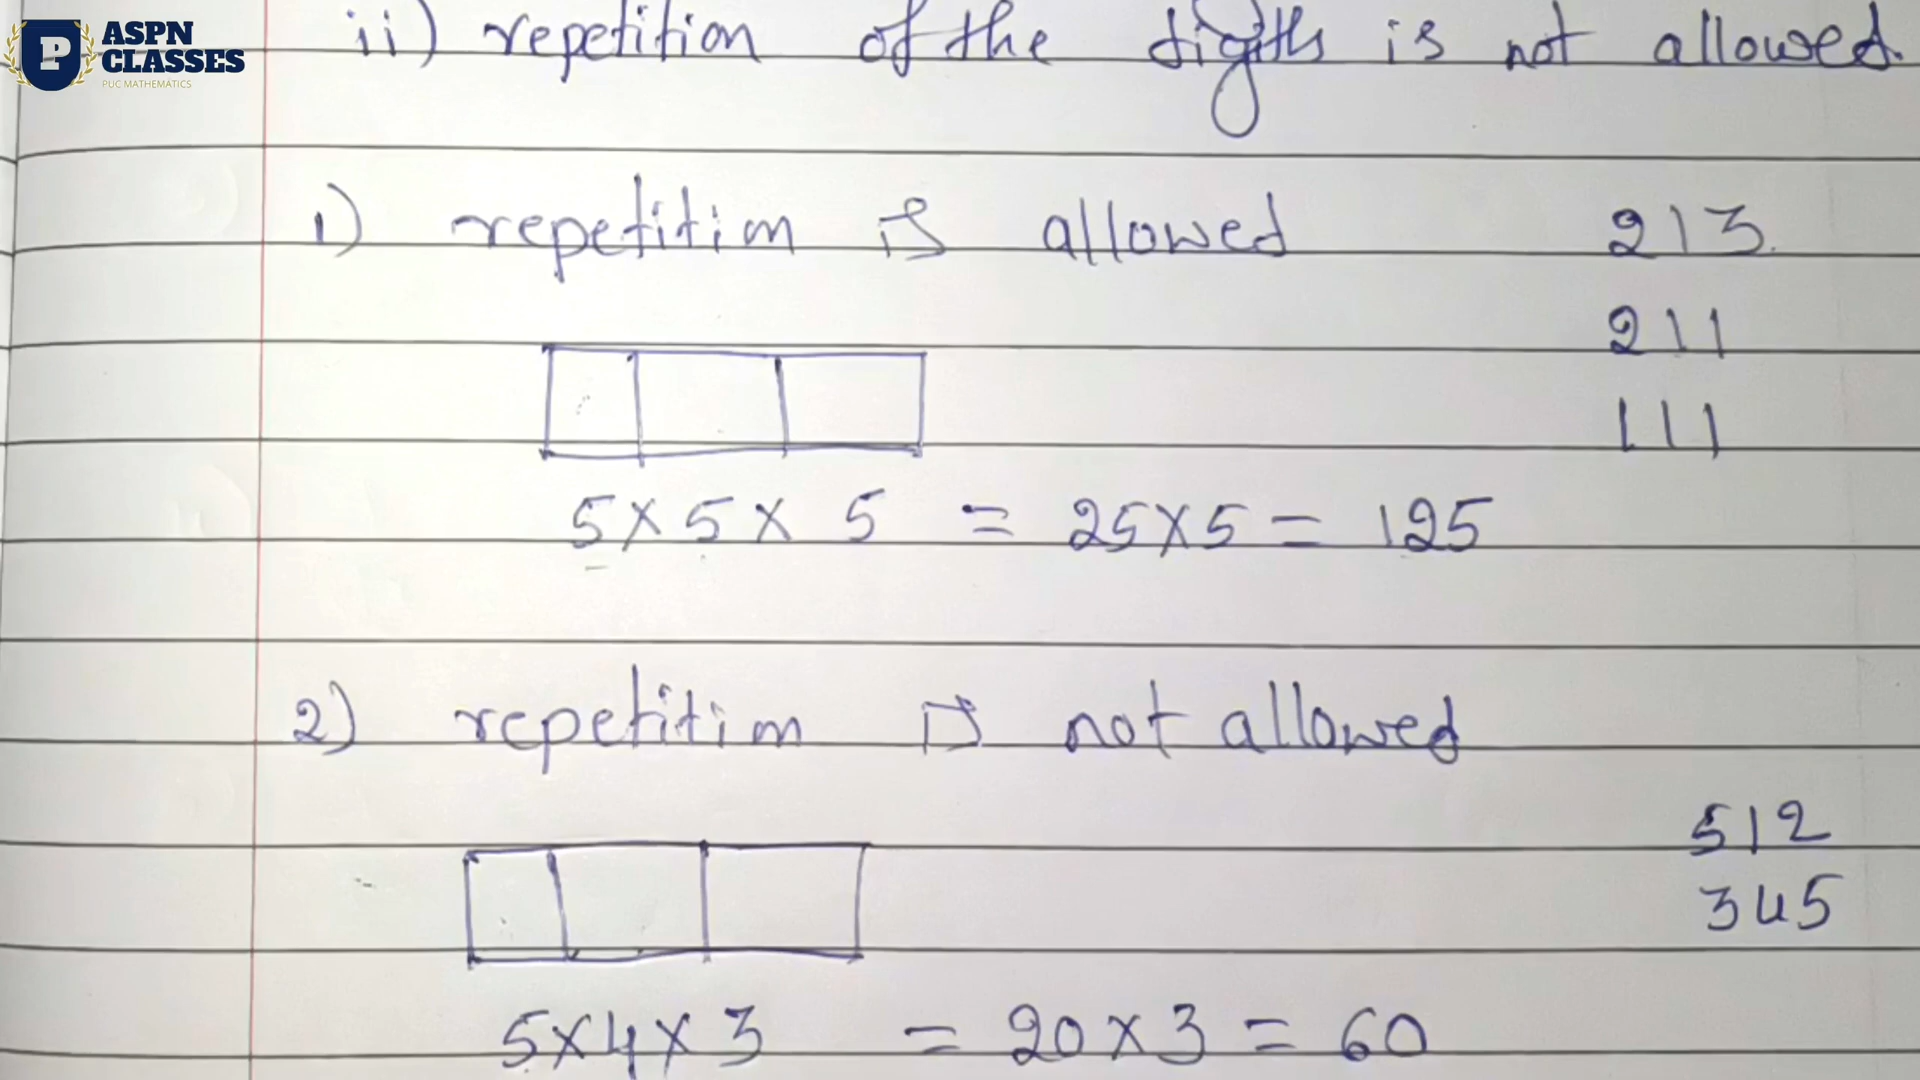 P ASPN CLASSES
PUC MATHEMATICS
ii) repetition of the digits is not allowed.
1) repetition is allowed 213
211
111
5 x 5 x 5 = 25 x 5 = 125
2) repetition is not allowed
512
345
5 x 4 x 3 = 20 x 3 = 60